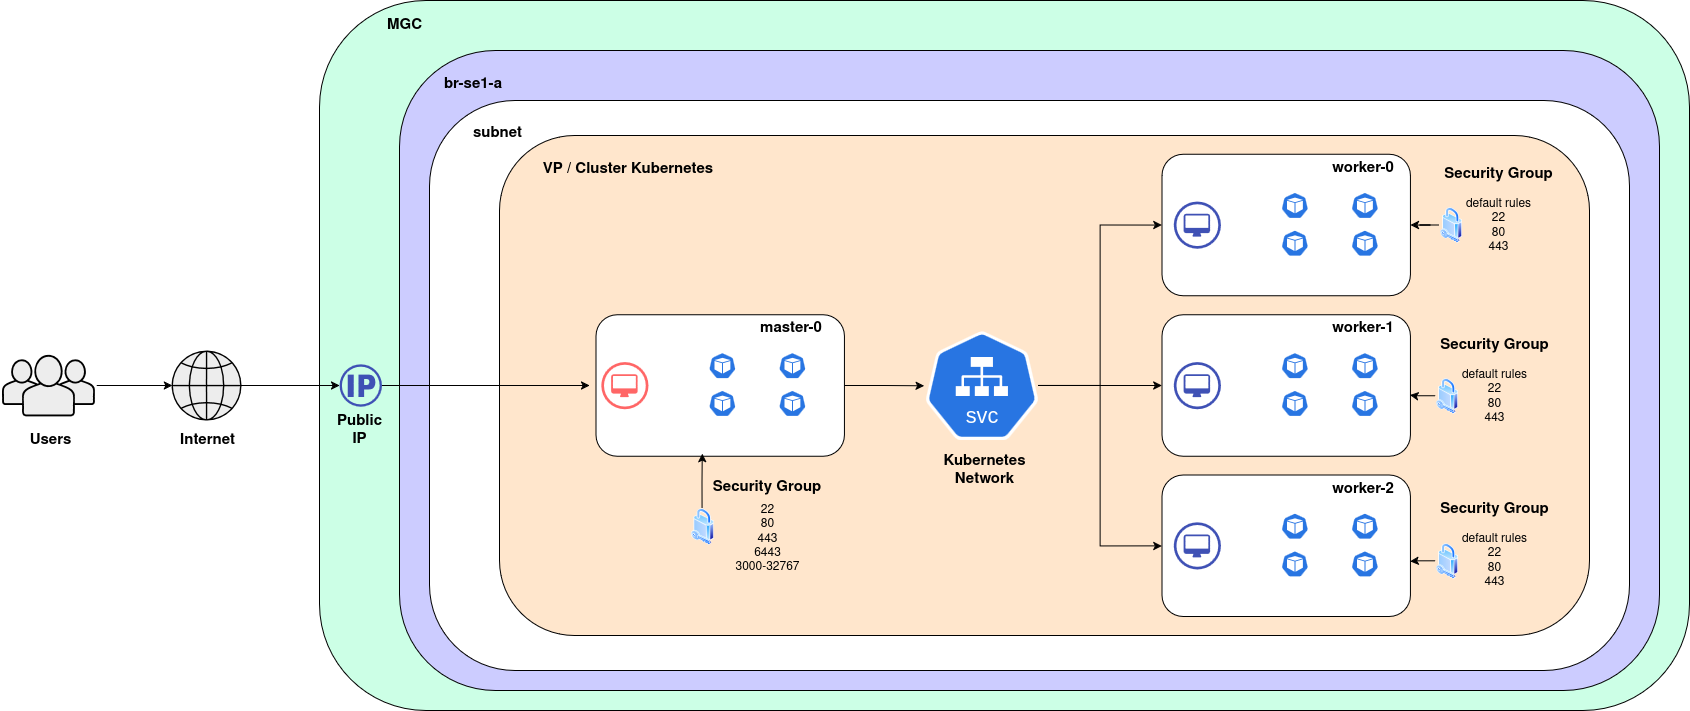 MGC
br-se1-a
subnet
VP / Cluster Kubernetes
Users
Internet
IP
Public
IP
master-0
Security Group
22
80
443
6443
3000-32767
svc
Kubernetes
Network
worker-0
Security Group
default rules
22
80
443
worker-1
Security Group
default rules
22
80
443
worker-2
Security Group
default rules
22
80
443